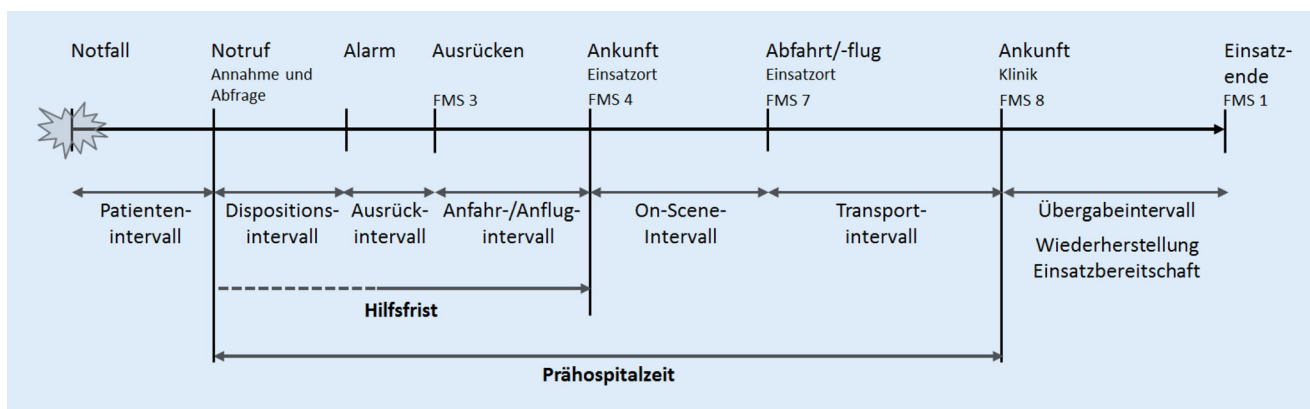 Notfall
Notruf
Annahme und
Abfrage
Alarm
Ausrücken
FMS 3
Ankunft
Einsatzort
FMS 4
Abfahrt/-flug
Einsatzort
FMS 7
Ankunft
Klinik
FMS 8
Einsatz-
ende
FMS 1
Patienten-
intervall
Dispositions-
intervall
Ausrück-
intervall
Anfahr-/Anflug-
intervall
On-Scene-
Intervall
Transport-
intervall
Übergabeintervall
Wiederherstellung
Einsatzbereitschaft
Hilfsfrist
Prähospitalzeit